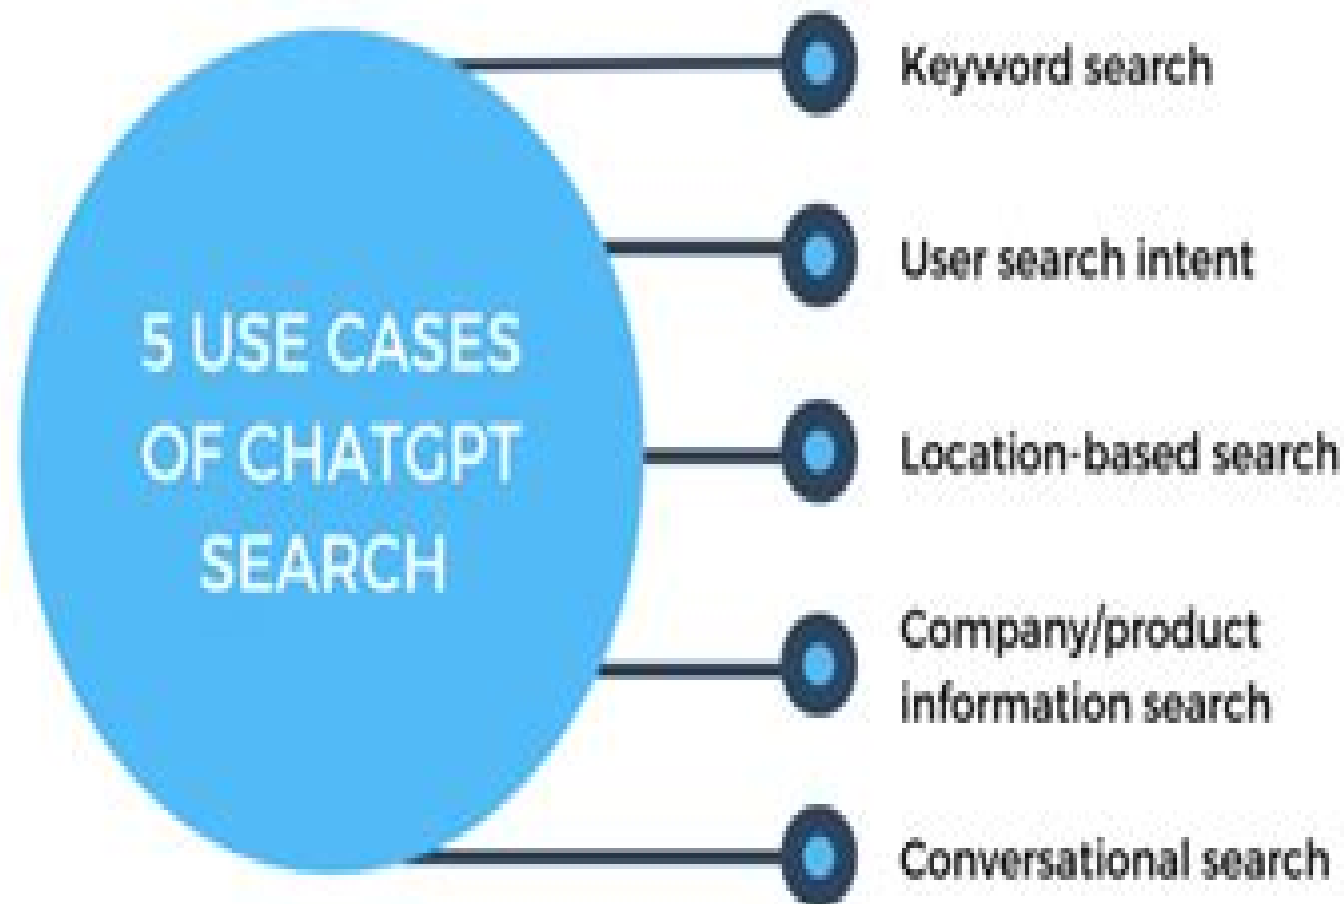 5 USE CASES
OF CHATGPT
SEARCH
Keyword search
User search intent
Location-based search
Company/product
information search
Conversational search